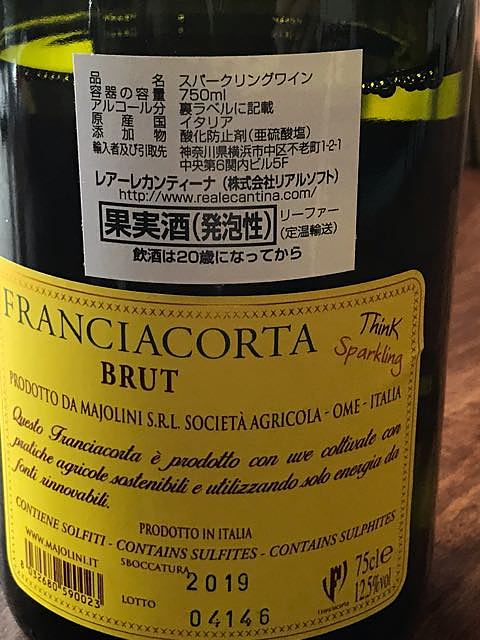 品 名 スパークリングワイン
容器の容量 750ml
アルコール分 裏ラベルに記載
原産国 イタリア
添加物 酸化防止剤(亜硫酸塩)
輸入者及び引取先 神奈川県横浜市中区不老町1-2-1
中央第6関内ビル5F
レアーレカンティーナ(株式会社リアルソフト)
http://www.realecantina.com/
果実酒(発泡性) リーファー
(定温輸送)
飲酒は20歳になってから
FRANCIACORTA
BRUT
Think
Sparkling
PRODOTTO DA MAJOLINI S.R.L. SOCIETÀ AGRICOLA - OME - ITALIA
Questo Franciacorta è prodotto con uve coltivate con
pratiche agricole sostenibili e utilizzando solo energia da
fonti rinnovabili.
PRODOTTO IN ITALIA
CONTIENE SOLFITI - CONTAINS SULFITES - CONTAINS SULPHITES
WWW.MAJOLINI.IT
SBOCCATURA 2019
LOTTO 04146
8 032680 590023
75cl e
12,5%vol